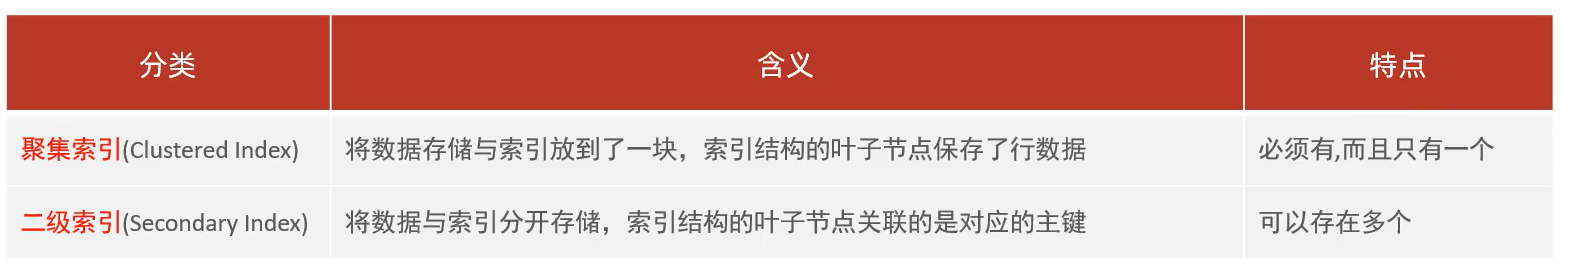 分类 含义 特点
聚集索引(Clustered Index) 将数据存储与索引放到了一块，索引结构的叶子节点保存了行数据 必须有,而且只有一个
二级索引(Secondary Index) 将数据与索引分开存储，索引结构的叶子节点关联的是对应的主键 可以存在多个